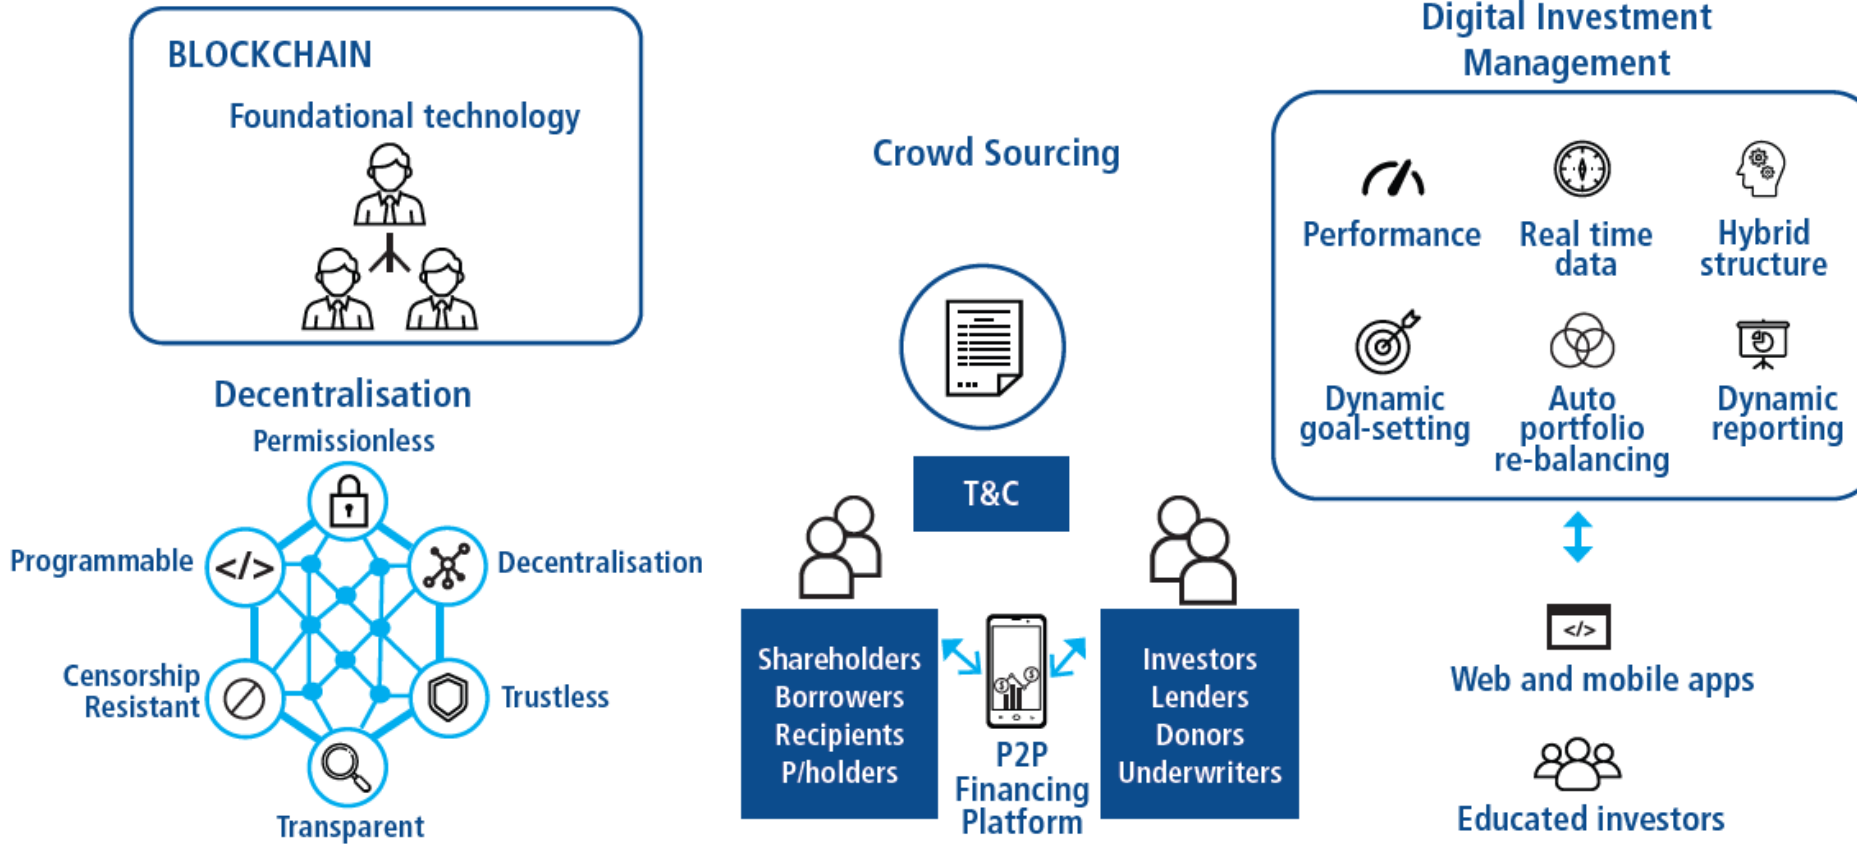 BLOCKCHAIN
Foundational technology
Decentralisation
Permissionless
Programmable
</>
Decentralisation
Censorship
Resistant
Trustless
Transparent
Crowd Sourcing
T&C
Shareholders
Borrowers
Recipients
P/holders
$
$
P2P
Financing
Platform
Investors
Lenders
Donors
Underwriters
Digital Investment
Management
Performance
Real time
data
Hybrid
structure
Dynamic
goal-setting
Auto
portfolio
re-balancing
Dynamic
reporting
</>
Web and mobile apps
Educated investors